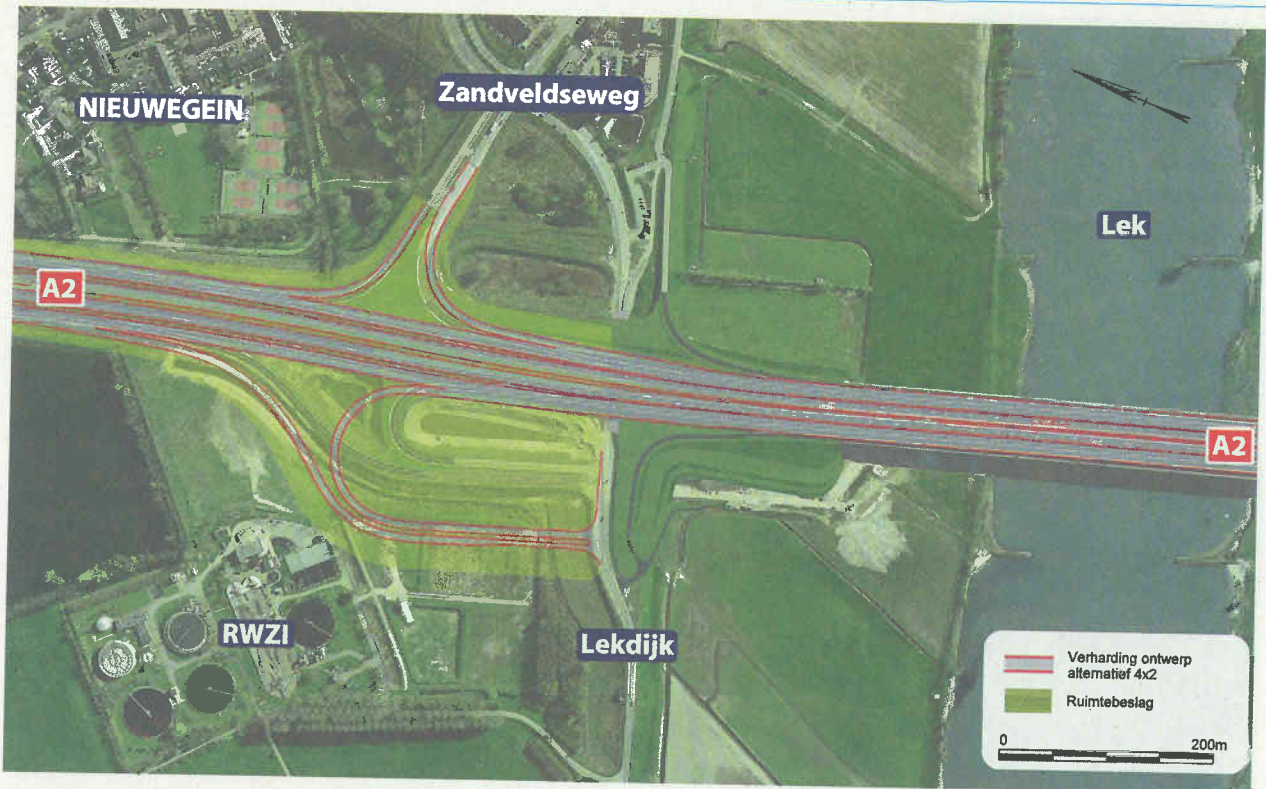 NIEUWEGEIN
Zandveldseweg
Lek
A2
A2
RWZI
Lekdijk
Verharding ontwerp
alternatief 4x2
Ruimtebeslag
0 200m